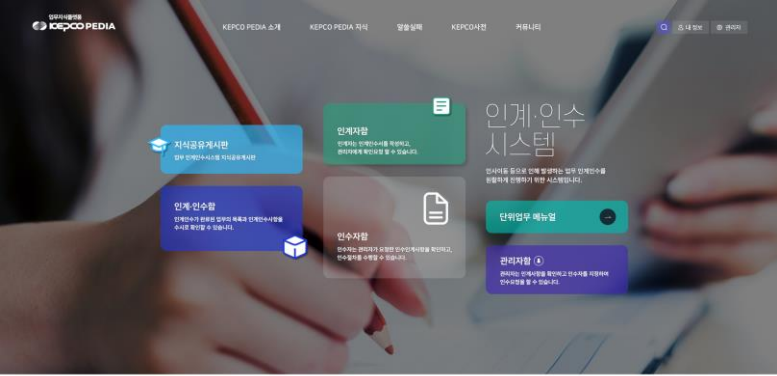 업무지식플랫폼
KEPCO PEDIA
KEPCO PEDIA 소개
KEPCO PEDIA 지식
알쓸실패
KEPCO사전
커뮤니티
내 정보
관리자
지식공유게시판
업무 인계인수시스템 지식공유게시판
인계·인수함
인계인수가 완료된 업무의 목록과 인계인수사항을
수시로 확인할 수 있습니다.
인계자함
인계자는 인계인수서를 작성하고,
관리자에게 확인요청 할 수 있습니다.
인수자함
인수자는 관리자가 요청한 인수인계사항을 확인하고,
인수절차를 수행할 수 있습니다.
인계·인수
시스템
인사이동 등으로 인해 발생하는 업무 인계인수를
원활하게 진행하기 위한 시스템입니다.
단위업무 메뉴얼
관리자함
관리자는 인계사항을 확인하고 인수자를 지정하여
인수요청을 할 수 있습니다.